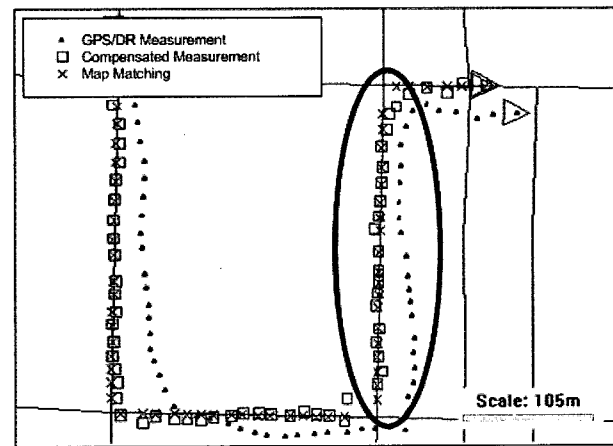 GPS/DR Measurement
Compensated Measurement
Map Matching
Scale: 105m